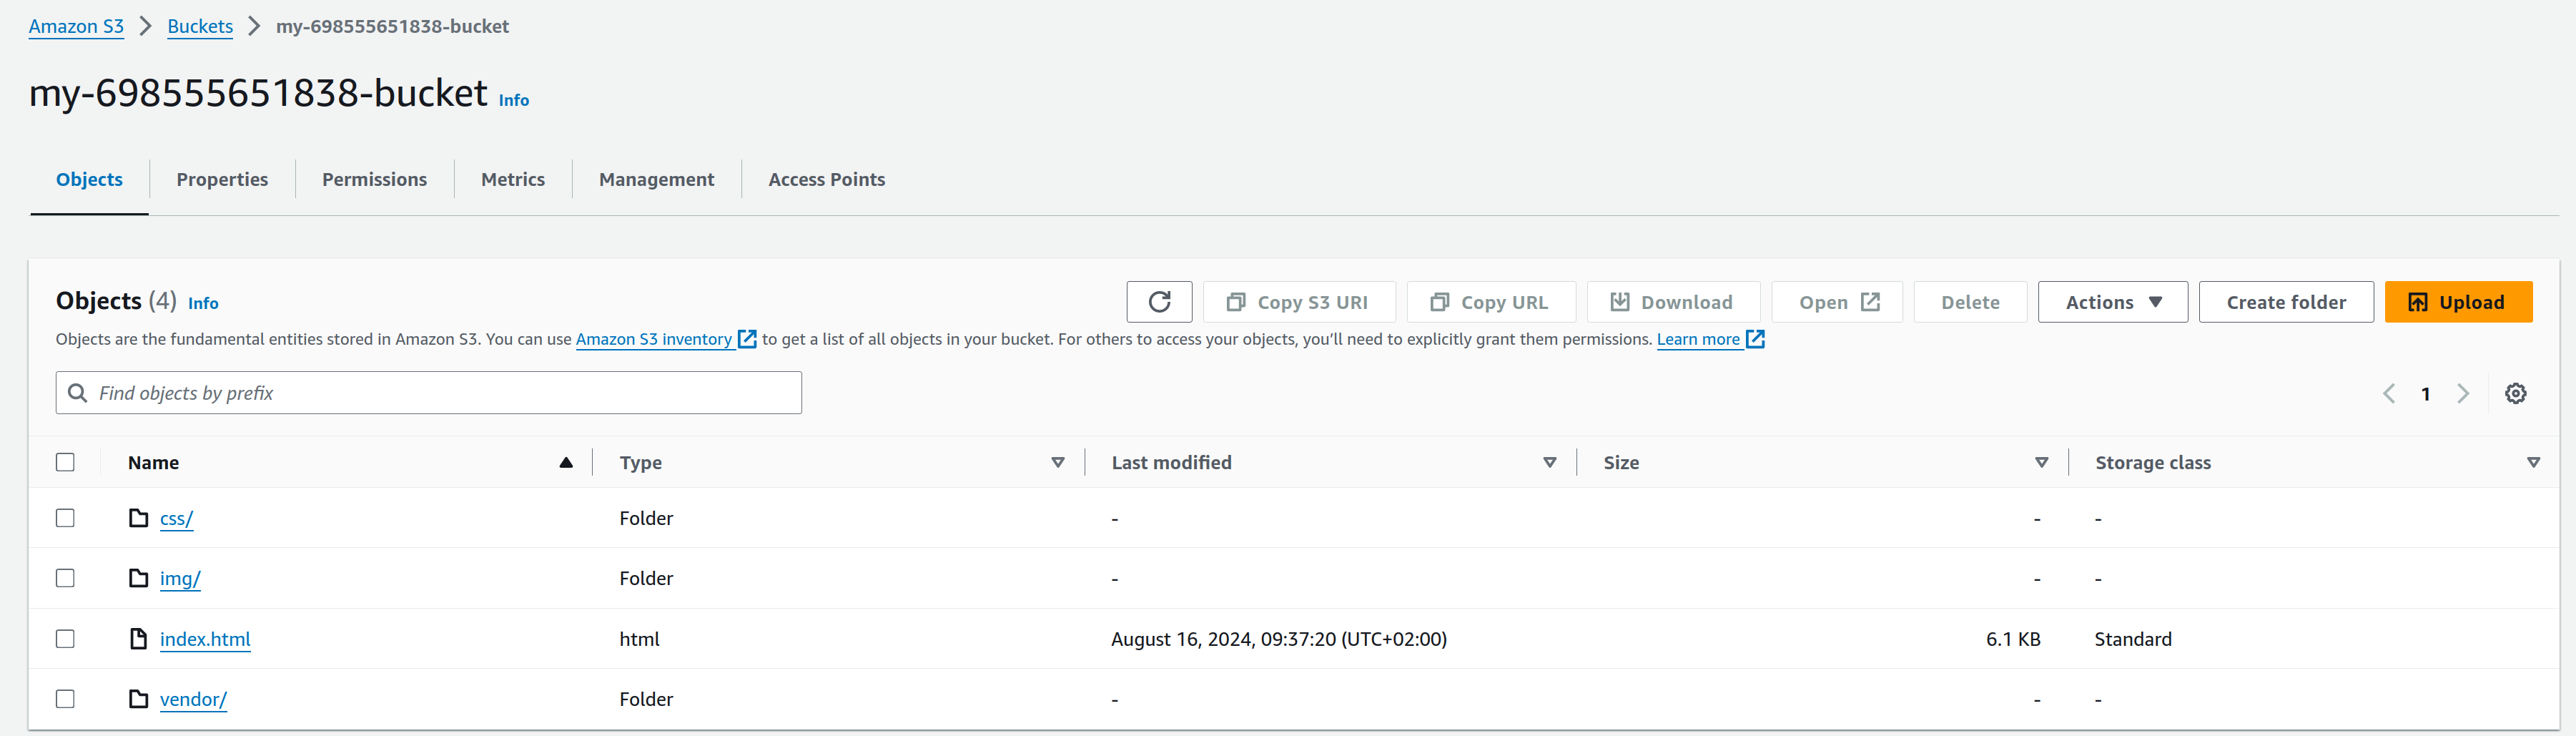 Amazon S3 > Buckets > my-698555651838-bucket
my-698555651838-bucket Info
Objects Properties Permissions Metrics Management Access Points
Objects (4) Info Copy S3 URI Copy URL Download Open Delete Actions Create folder Upload
Objects are the fundamental entities stored in Amazon S3. You can use Amazon S3 inventory to get a list of all objects in your bucket. For others to access your objects, you'll need to explicitly grant them permissions. Learn more
Find objects by prefix 1
Name Type Last modified Size Storage class
css/ Folder - - -
img/ Folder - - -
index.html html August 16, 2024, 09:37:20 (UTC+02:00) 6.1 KB Standard
vendor/ Folder - - -